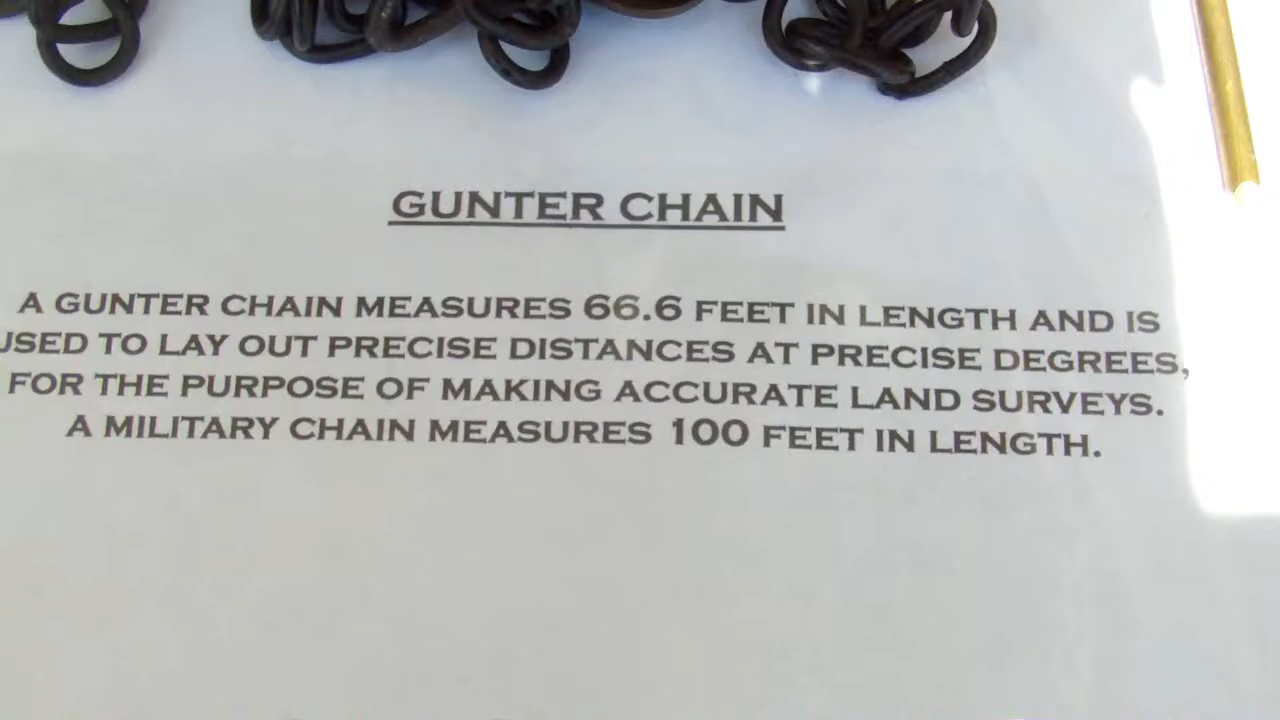 GUNTER CHAIN
A GUNTER CHAIN MEASURES 66.6 FEET IN LENGTH AND IS
USED TO LAY OUT PRECISE DISTANCES AT PRECISE DEGREES,
FOR THE PURPOSE OF MAKING ACCURATE LAND SURVEYS.
A MILITARY CHAIN MEASURES 100 FEET IN LENGTH.